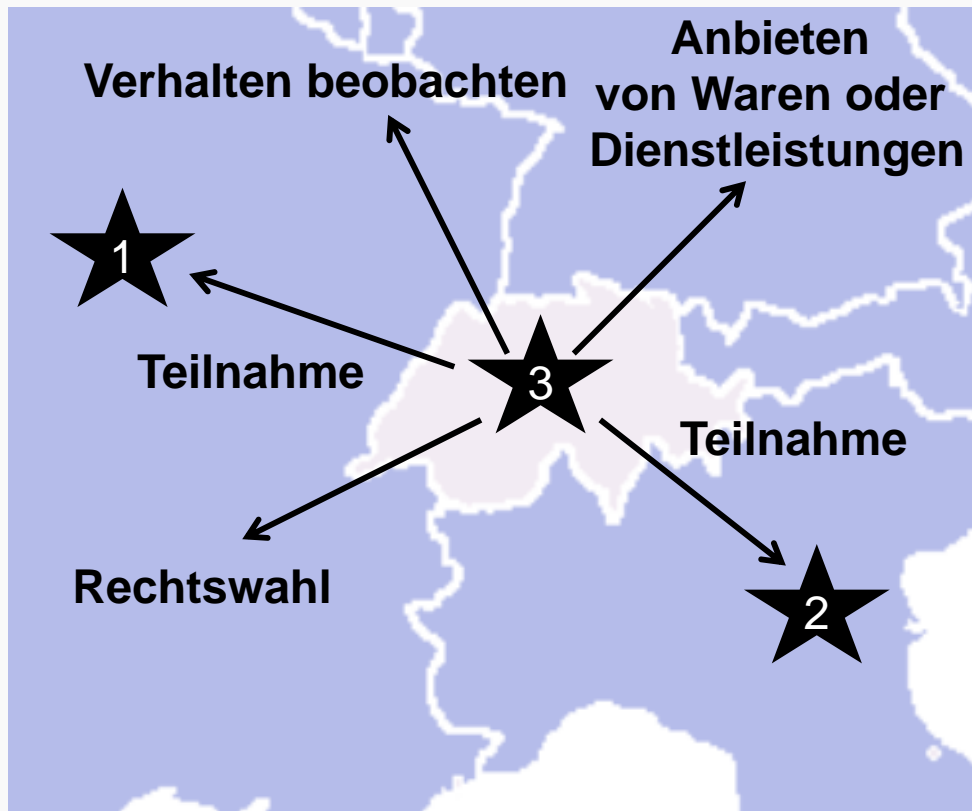 Anbieten
von Waren oder
Dienstleistungen
Verhalten beobachten
1
Teilnahme
3
Teilnahme
Rechtswahl
2